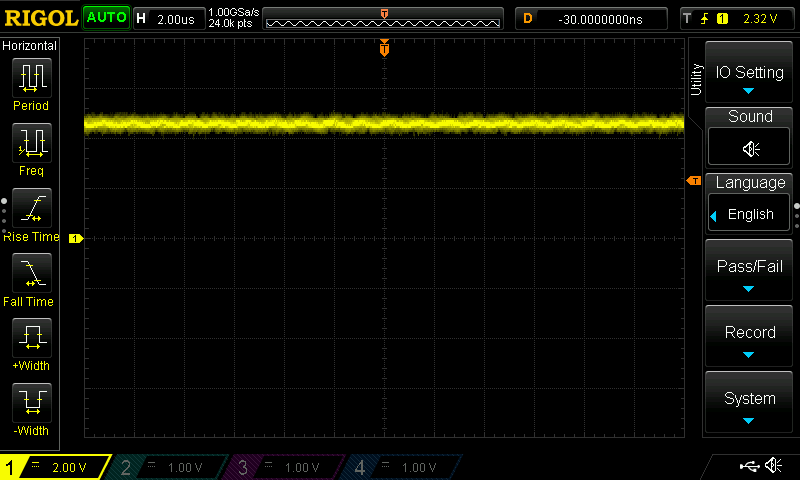 RIGOL AUTO H 2.00us 1.00GSa/s 24.0k pts T D -30.0000000ns T 1 2.32 V
Horizontal
Period
Freq
Rise Time
Fall Time
+Width
-Width
T
1
T
Utility
IO Setting
Sound
Language
English
Pass/Fail
Record
System
1 2.00 V 2 1.00 V 3 1.00 V 4 1.00 V